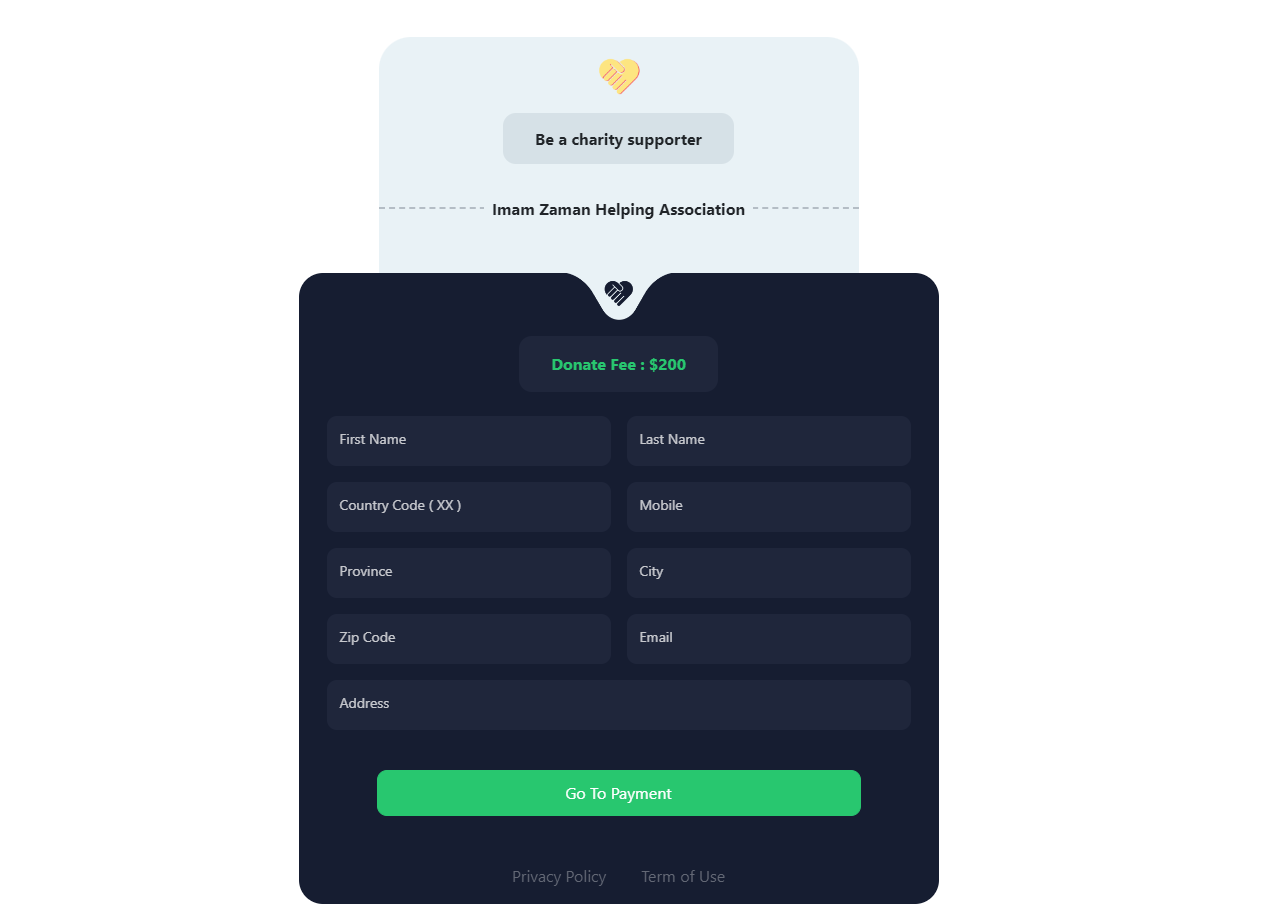 Be a charity supporter
Imam Zaman Helping Association
Donate Fee : $200
First Name
Last Name
Country Code ( XX )
Mobile
Province
City
Zip Code
Email
Address
Go To Payment
Privacy Policy
Term of Use